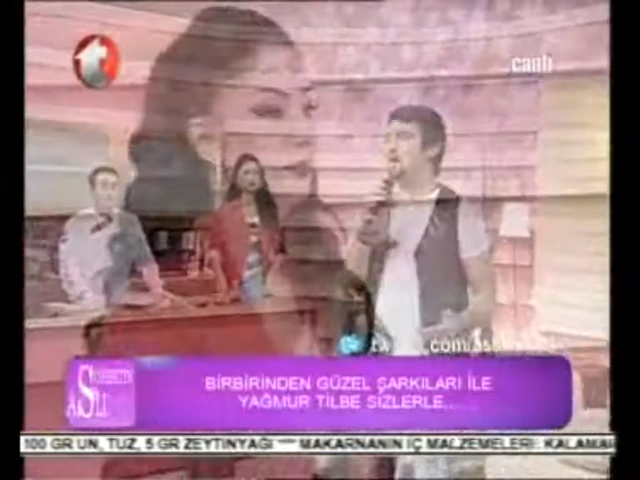 canlı
BİRBİRİNDEN GÜZEL ŞARKILARI İLE
YAĞMUR TİLBE SİZLERLE.....
100 GR UN, TUZ, 5 GR ZEYTİNYAĞI *** MAKARNANIN İÇ MALZEMELERİ: KALAMAR